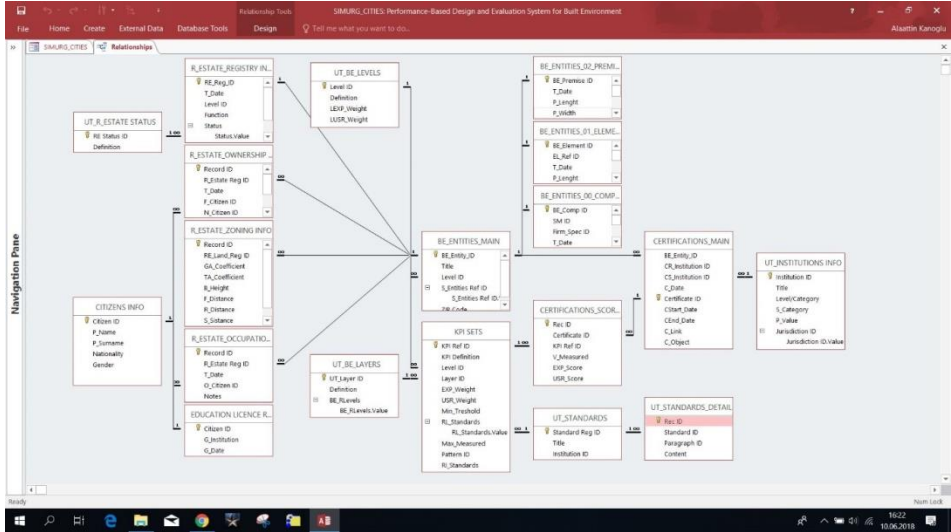 Relationship Tools
SIMURG_CITIES: Performance-Based Design and Evaluation System for Built Environment
File Home Create External Data Database Tools Design Tell me what you want to do... Alaattin Kanoglu
SIMURG_CITIES Relationships
Navigation Pane
UT_R_ESTATE STATUS
RE Status ID
Definition
CITIZENS INFO
Citizen ID
P_Name
P_Surname
Nationality
Gender
R_ESTATE_REGISTRY IN...
RE_Reg_ID
T_Date
Level ID
Function
Status
Status.Value
R_ESTATE_OWNERSHIP ...
Record ID
R_Estate Reg ID
T_Date
F_Citizen ID
N_Citizen ID
R_ESTATE_ZONING INFO
Record ID
RE_Land_Reg ID
GA_Coefficient
TA_Coefficient
B_Height
F_Distance
R_Distance
S_Sistance
R_ESTATE_OCCUPATIO...
Record ID
R_Estate Reg ID
T_Date
O_Citizen ID
Notes
EDUCATION LICENCE R...
Citizen ID
G_Institution
G_Date
UT_BE_LEVELS
Level ID
Definition
LEXP_Weight
LUSR_Weight
UT_BE_LAYERS
UT_Layer ID
Definition
BE_RLevels
BE_RLevels.Value
BE_ENTITIES_MAIN
BE_Entity_ID
Title
Level ID
S_Entities Ref ID
S_Entities Ref ID.
ZIP_Code
KPI SETS
KPI Ref ID
KPI Definition
Level ID
Layer ID
EXP_Weight
USR_Weight
Min_Treshold
RL_Standards
RL_Standards.Value
Max_Measured
Pattern ID
RI_Standards
BE_ENTITIES_02_PREMI...
BE_Premise ID
T_Date
P_Lenght
P_Width
BE_ENTITIES_01_ELEME...
BE_Element ID
EL_Ref ID
T_Date
P_Lenght
BE_ENTITIES_00_COMP...
BE_Comp ID
SM ID
Firm_Spec ID
T_Date
CERTIFICATIONS_SCOR...
Rec ID
Certificate ID
KPI Ref ID
V_Measured
EXP_Score
USR_Score
UT_STANDARDS
Standard Reg ID
Title
Institution ID
CERTIFICATIONS_MAIN
BE_Entity_ID
CR_Institution ID
CS_Institution ID
C_Date
Certificate ID
CStart_Date
CEnd_Date
C_Link
C_Object
UT_STANDARDS_DETAIL
Rec ID
Standard ID
Paragraph ID
Content
UT_INSTITUTIONS INFO
Institution ID
Title
Level/Category
S_Category
P_Value
Jurisdiction ID
Jurisdiction ID.Value
Ready
Num Lock
16:22
10.06.2018